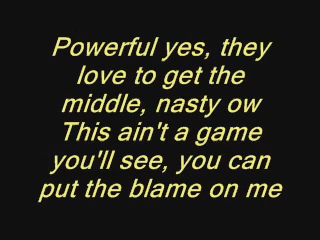 Powerful yes, they
love to get the
middle, nasty ow
This ain't a game
you'll see, you can
put the blame on me